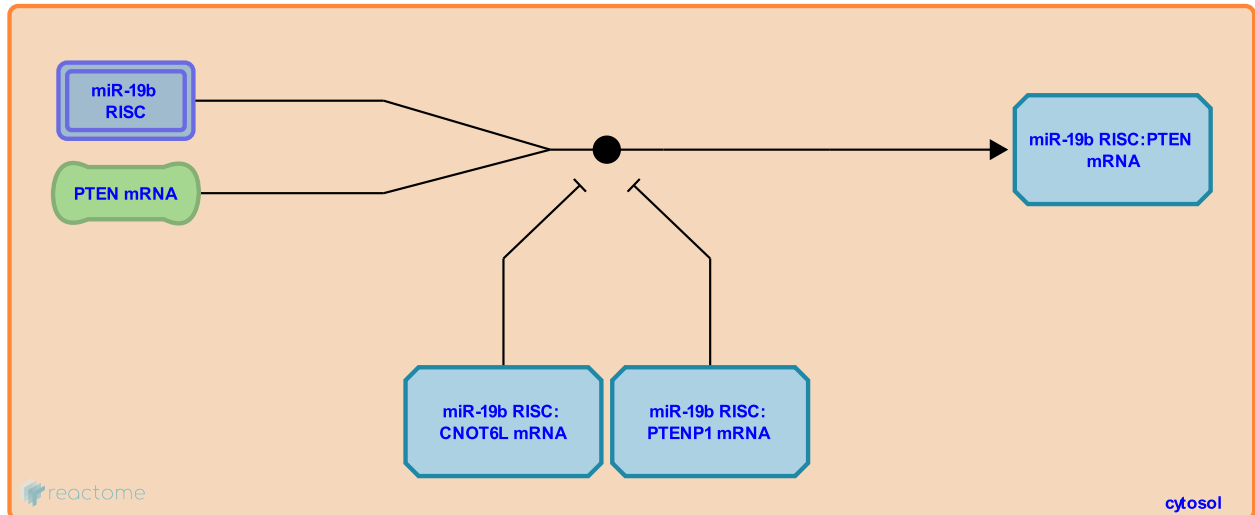 miR-19b
RISC
PTEN mRNA
miR-19b RISC:PTEN
mRNA
miR-19b RISC:
CNOT6L mRNA
miR-19b RISC:
PTENP1 mRNA
reactome
cytosol